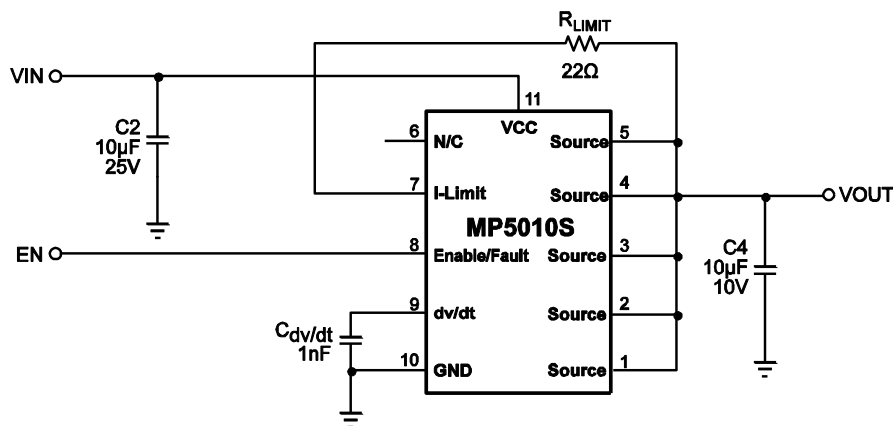 R_LIMIT
22Ω
VIN
C2
10µF
25V
11
VCC
6
N/C
Source
5
7
I-Limit
Source
4
VOUT
MP5010S
EN
8
Enable/Fault
Source
3
C4
10µF
10V
9
dv/dt
Source
2
Cdv/dt
1nF
10
GND
Source
1